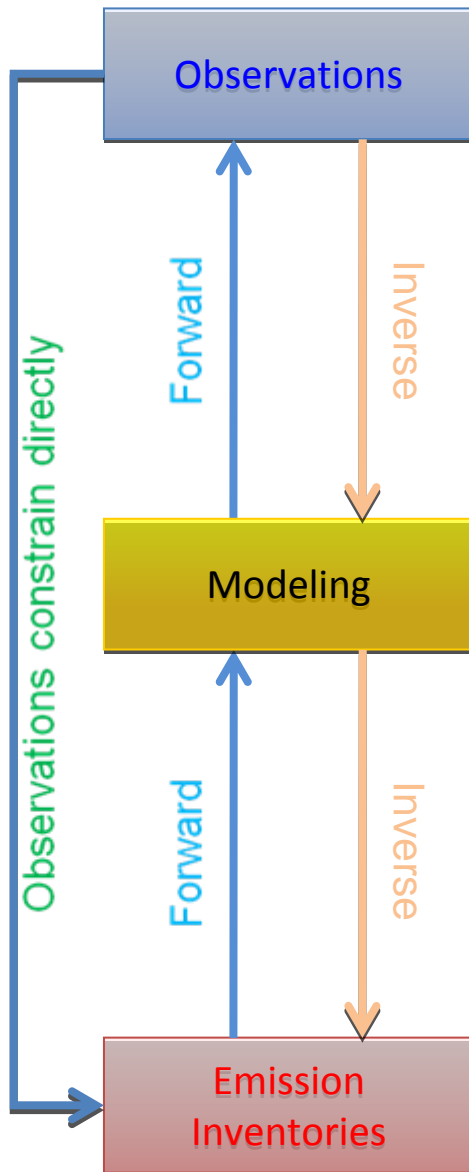 Observations
Forward
Inverse
Observations constrain directly
Modeling
Forward
Inverse
Emission
Inventories